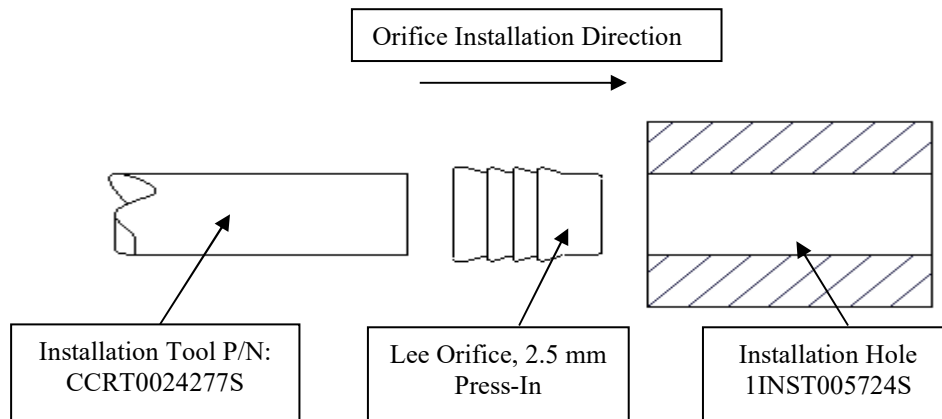 Orifice Installation Direction
Installation Tool P/N:
CCRT0024277S
Lee Orifice, 2.5 mm
Press-In
Installation Hole
1INST005724S